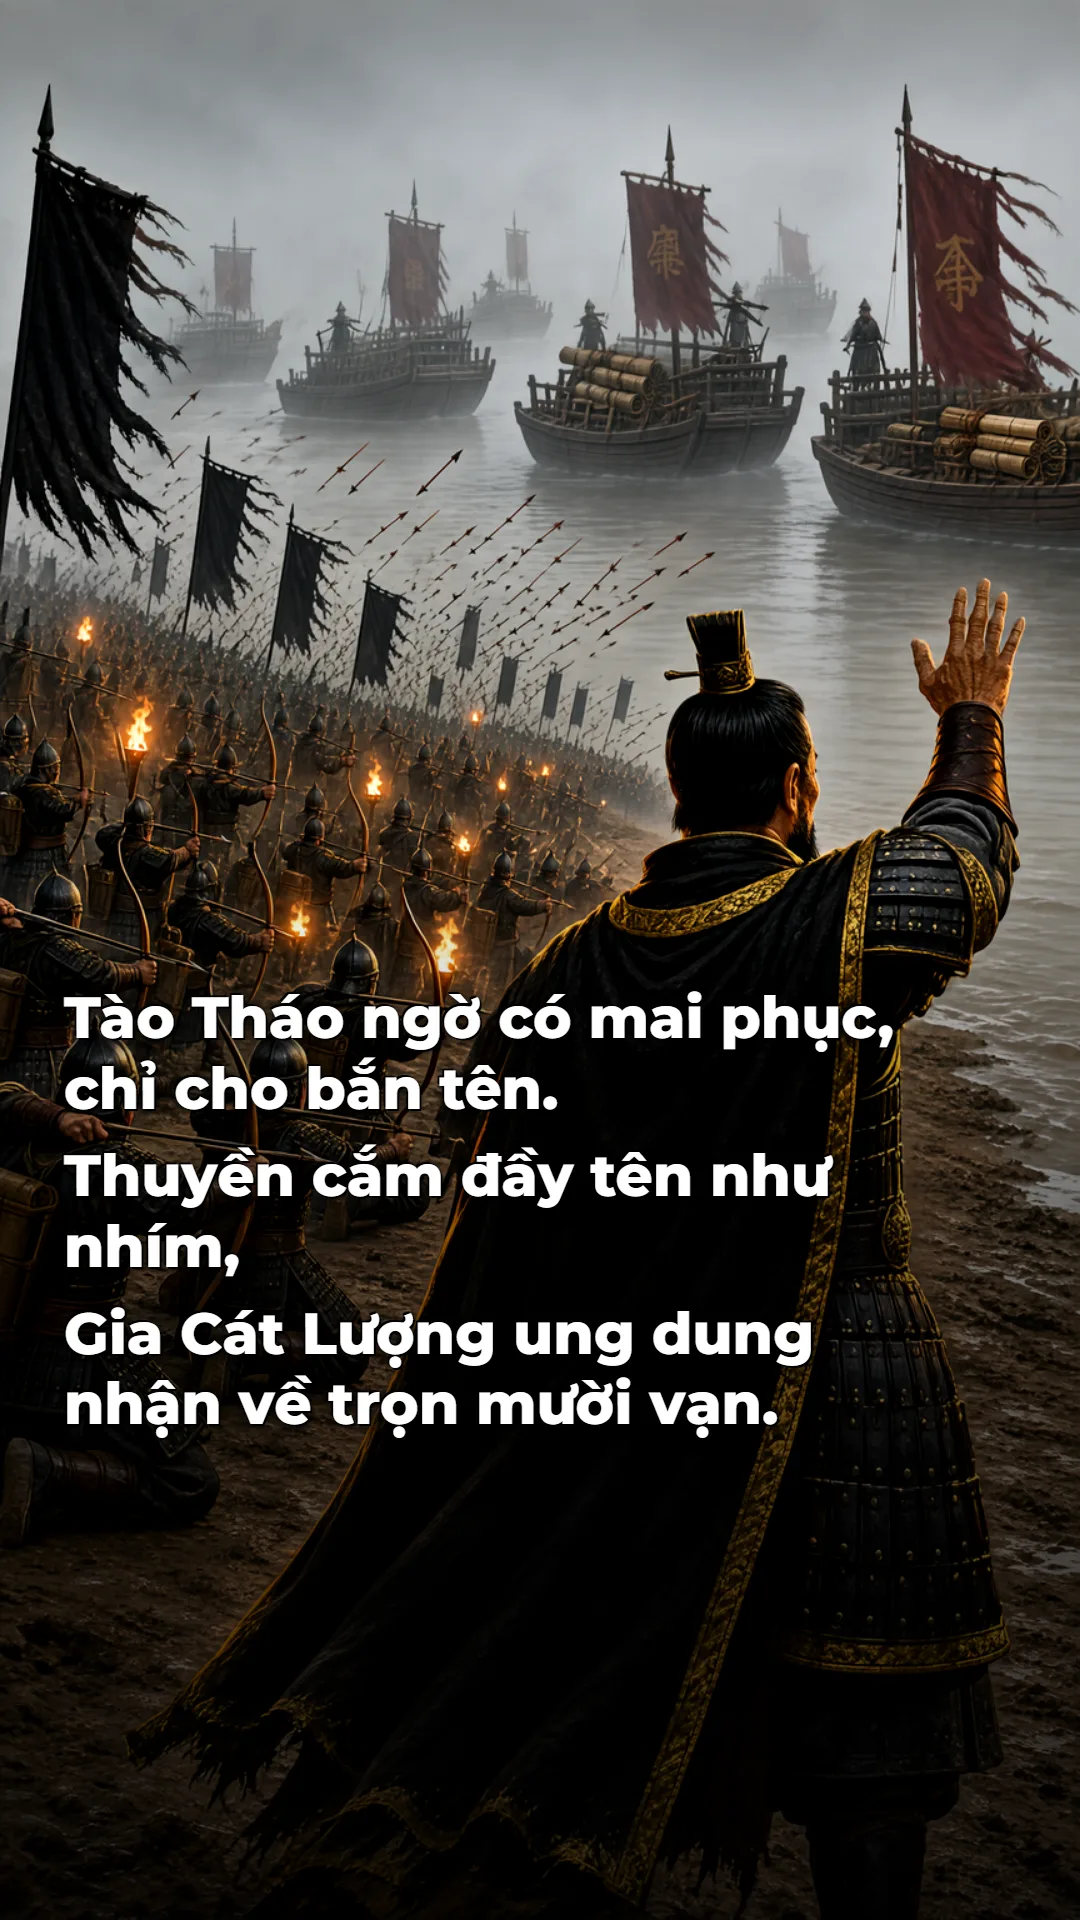 Tào Tháo ngờ có mai phục,
chỉ cho bắn tên.
Thuyền cắm đầy tên như
nhím,
Gia Cát Lượng ung dung
nhận về trọn mười vạn.